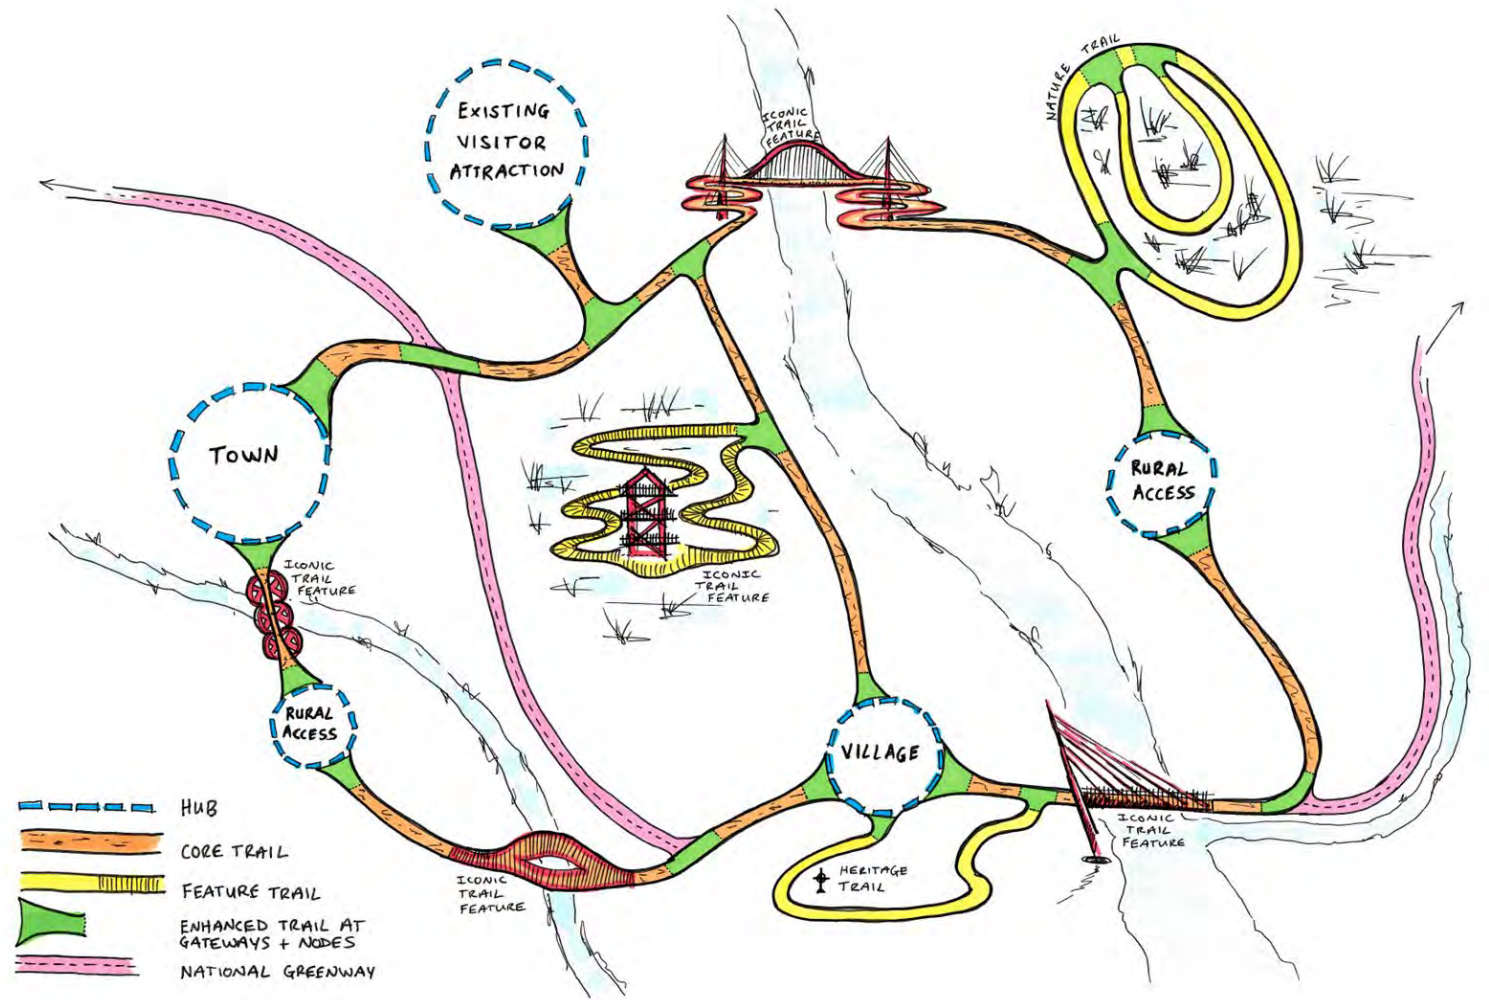 NATURE TRAIL
EXISTING
VISITOR
ATTRACTION
ICONIC
TRAIL
FEATURE
TOWN
RURAL
ACCESS
ICONIC
TRAIL
FEATURE
ICONIC
TRAIL
FEATURE
RURAL
ACCESS
VILLAGE
ICONIC
TRAIL
FEATURE
HERITAGE
TRAIL
ICONIC
TRAIL
FEATURE
HUB
CORE TRAIL
FEATURE TRAIL
ENHANCED TRAIL AT
GATEWAYS + NODES
NATIONAL GREENWAY